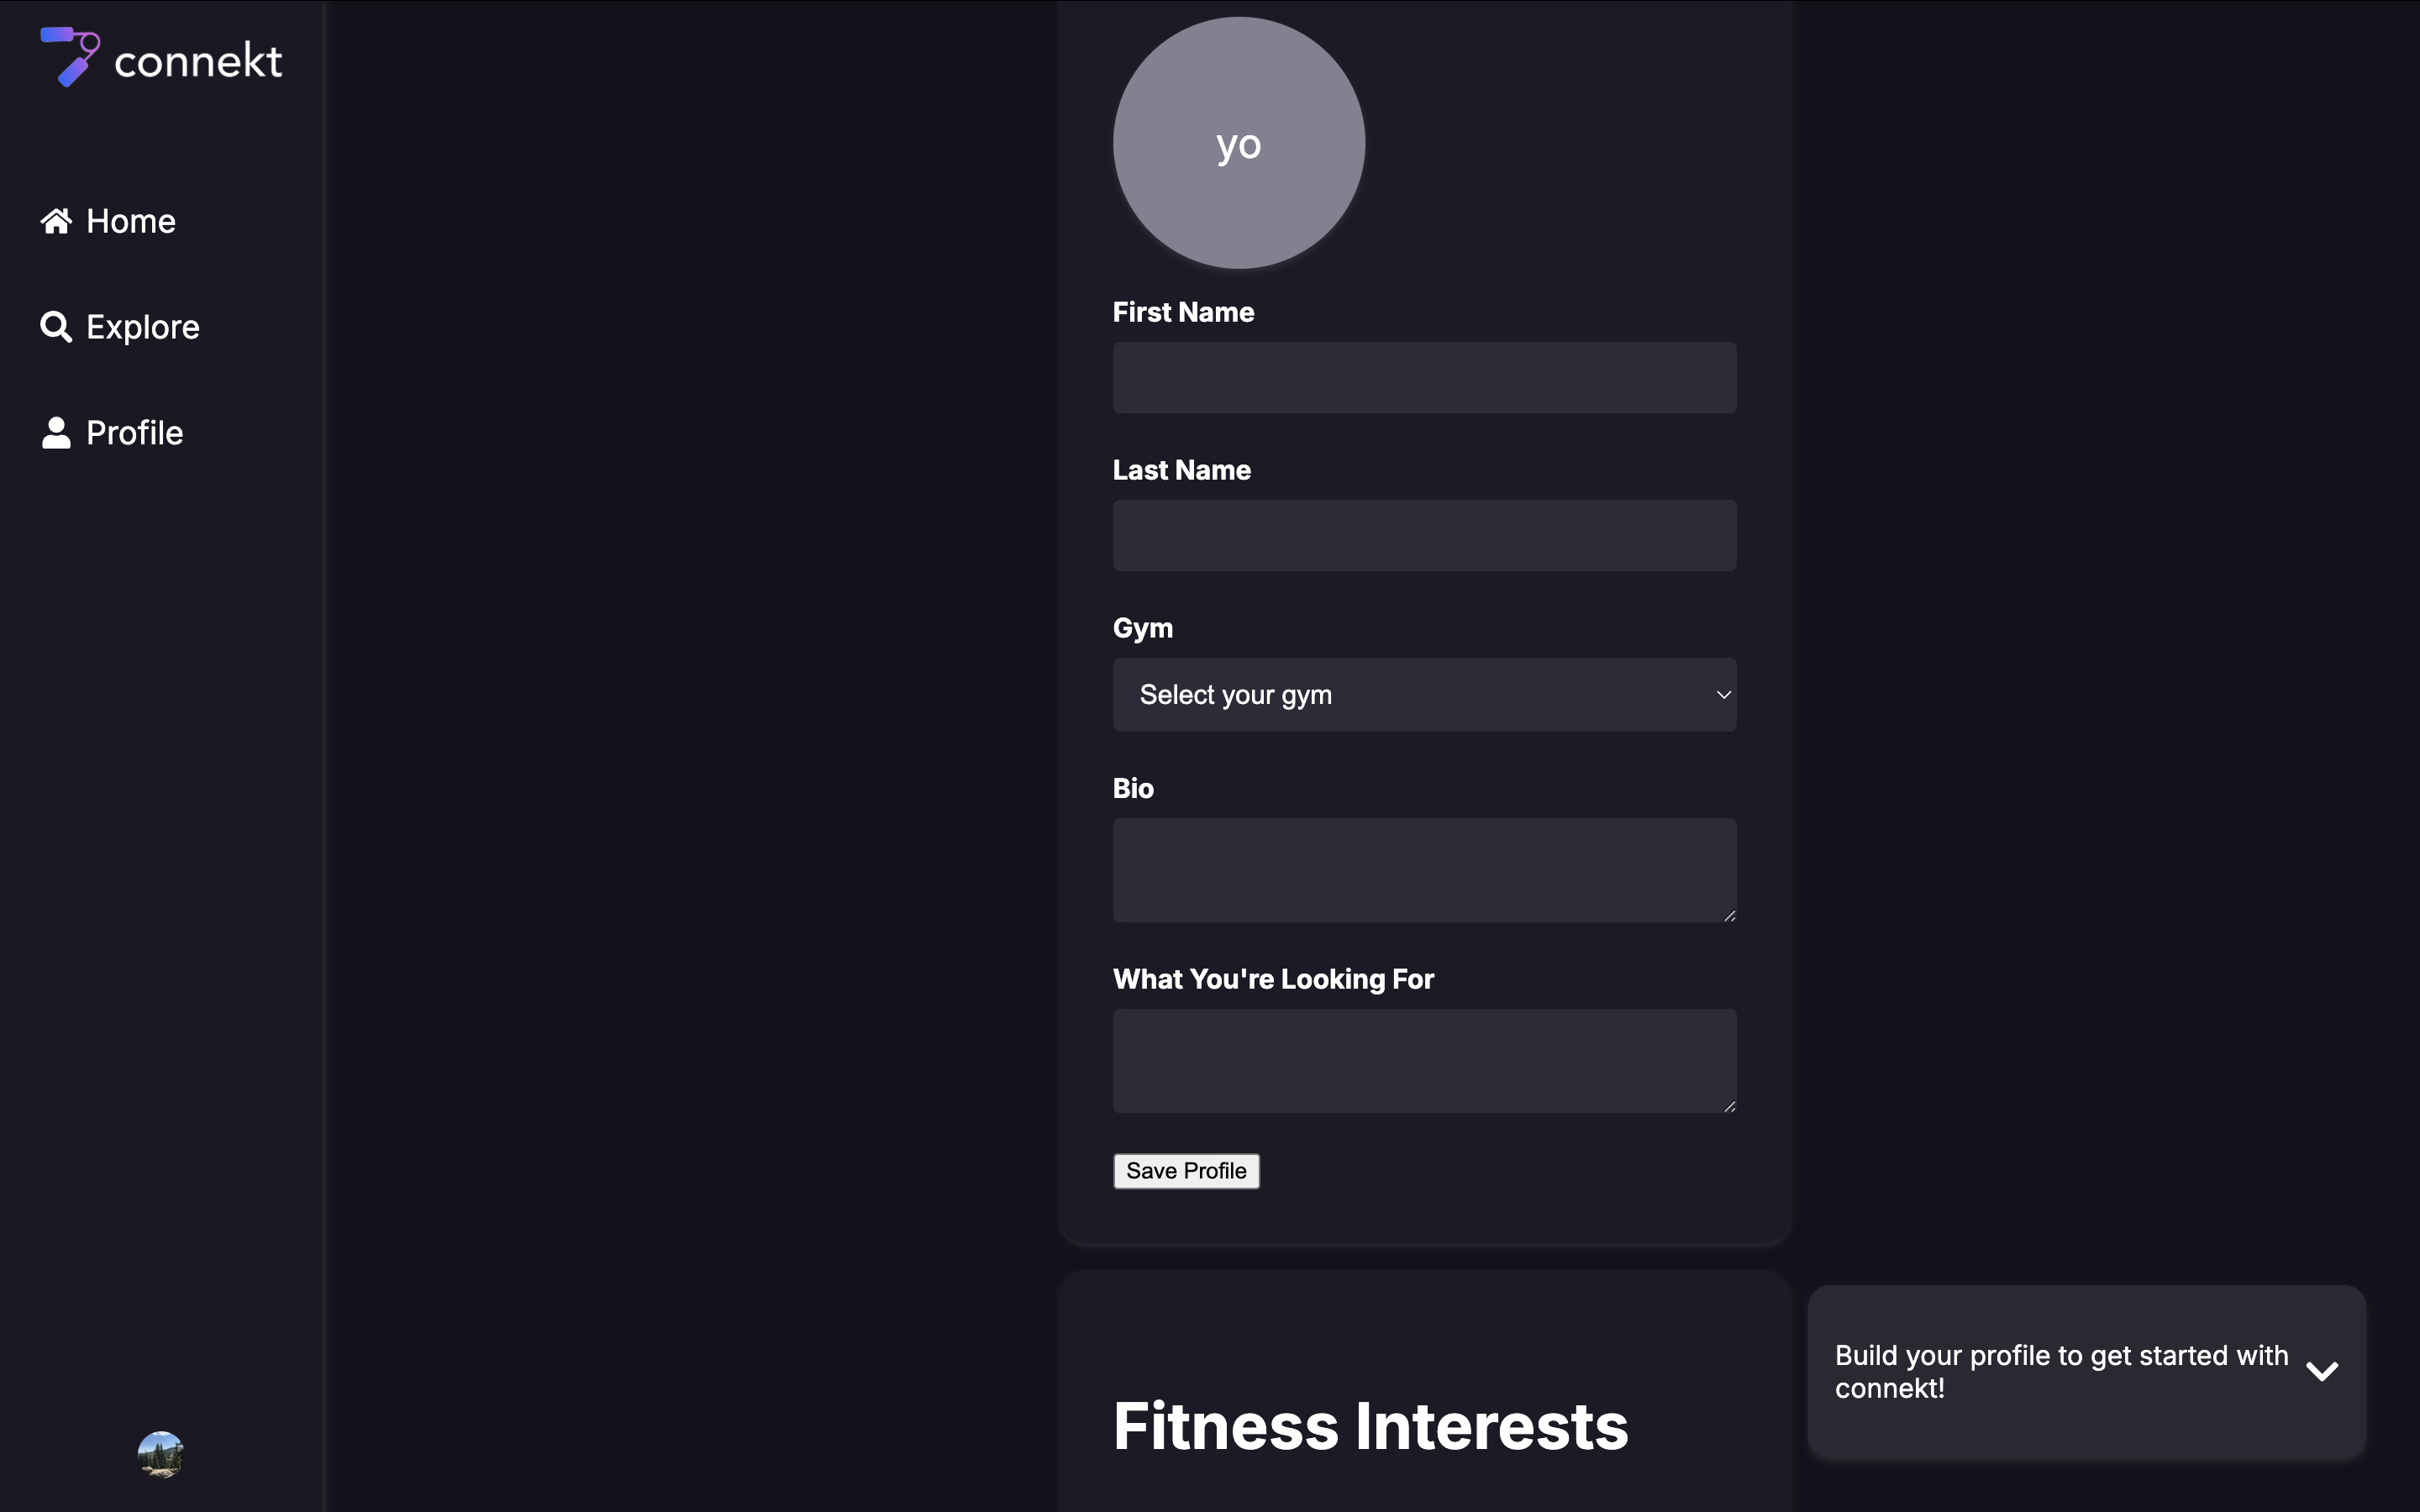 connekt
Home
Explore
Profile
yo
First Name
Last Name
Gym
Select your gym
Bio
What You're Looking For
Save Profile
Fitness Interests
Build your profile to get started with
connekt!